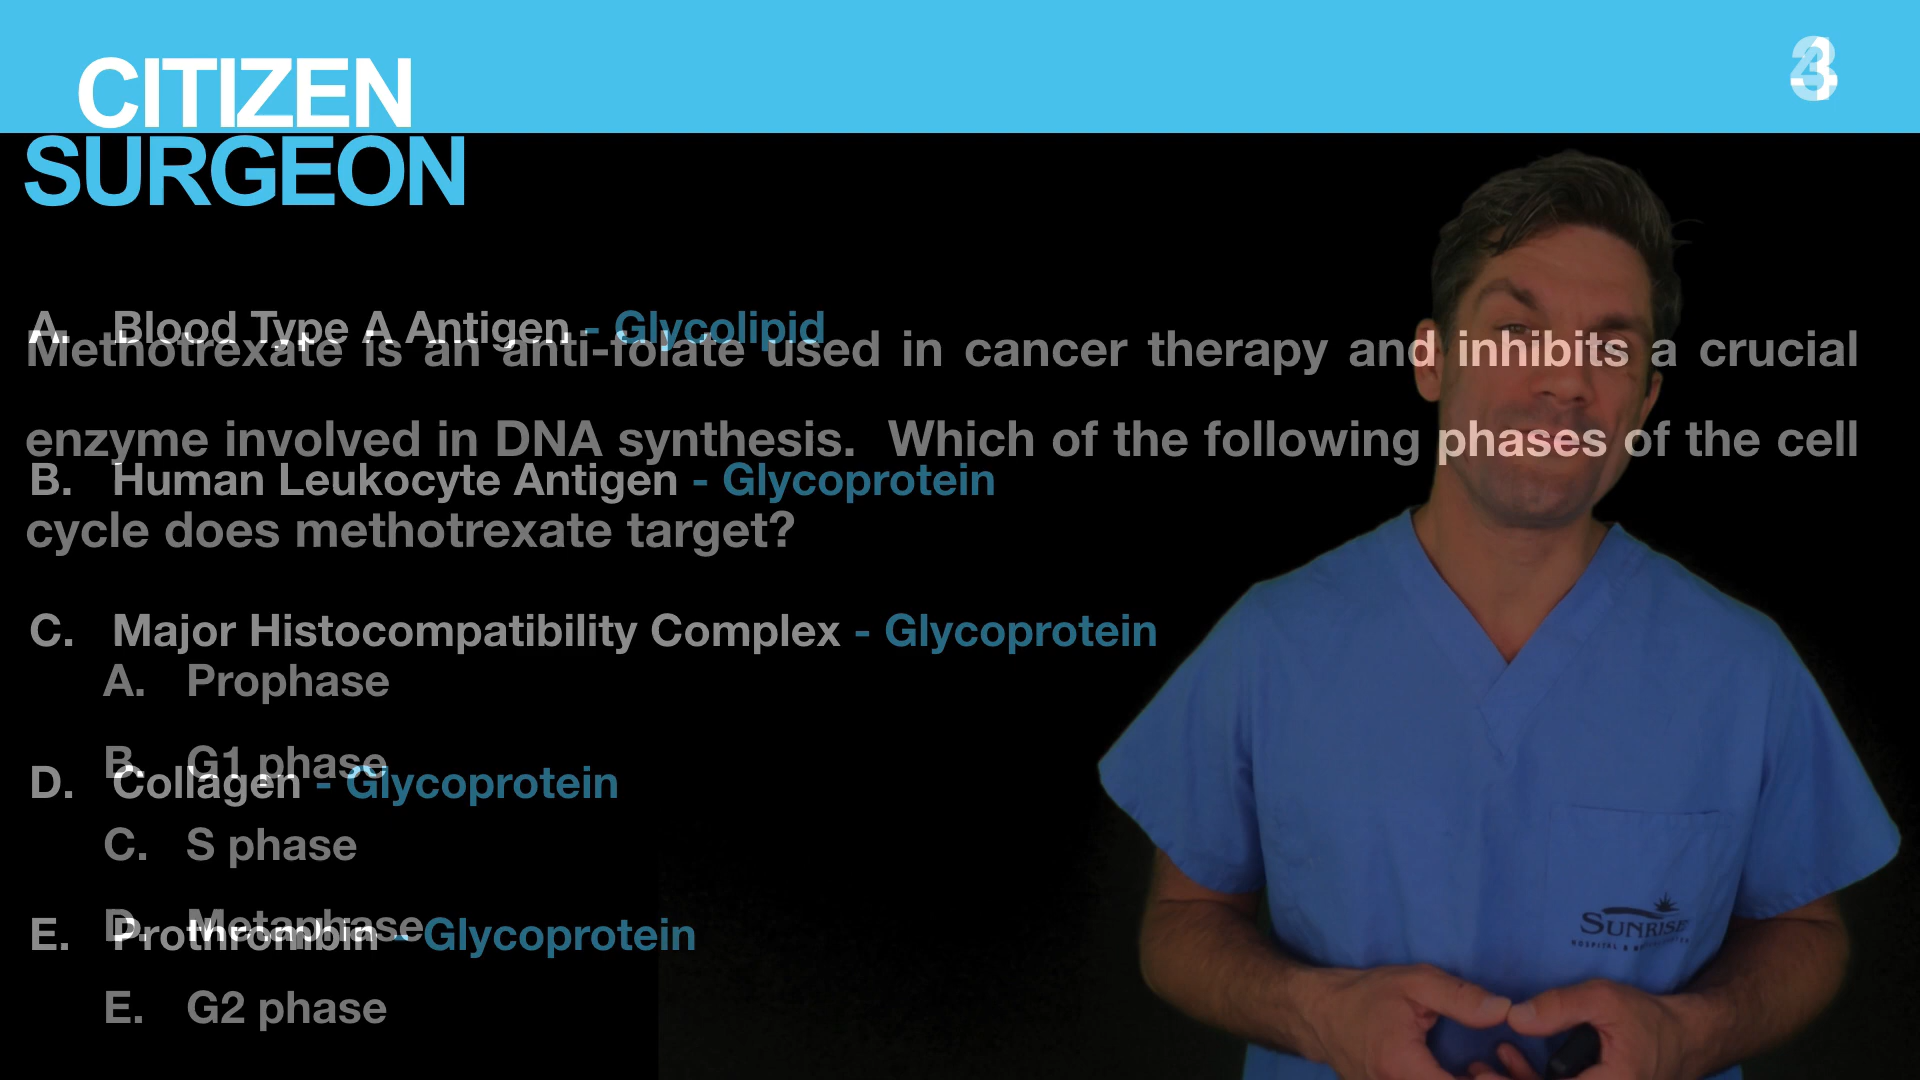 CITIZEN
SURGEON
A. Blood Type A Antigen - Glycolipid
Methotrexate is an anti-folate used in cancer therapy and inhibits a crucial
enzyme involved in DNA synthesis. Which of the following phases of the cell
B. Human Leukocyte Antigen - Glycoprotein
cycle does methotrexate target?
C. Major Histocompatibility Complex - Glycoprotein
A. Prophase
B. G1 phase
D. Collagen - Glycoprotein
C. S phase
D. Metaphase
E. Prothrombin - Glycoprotein
E. G2 phase
SUNRISE